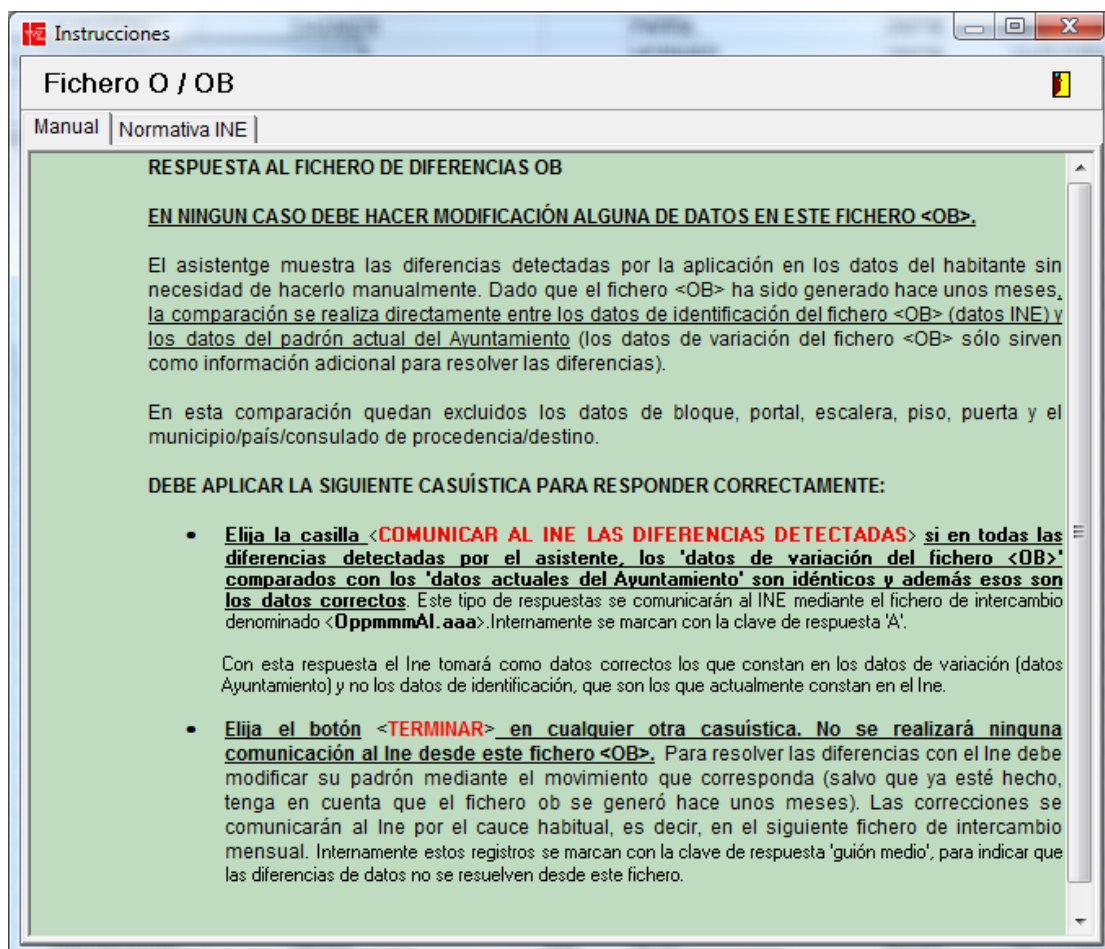 Instrucciones
Fichero O / OB
Manual
Normativa INE
RESPUESTA AL FICHERO DE DIFERENCIAS OB
EN NINGUN CASO DEBE HACER MODIFICACIÓN ALGUNA DE DATOS EN ESTE FICHERO <OB>.
El asistentge muestra las diferencias detectadas por la aplicación en los datos del habitante sin
necesidad de hacerlo manualmente. Dado que el fichero <OB> ha sido generado hace unos meses,
la comparación se realiza directamente entre los datos de identificación del fichero <OB> (datos INE) y
los datos del padrón actual del Ayuntamiento (los datos de variación del fichero <OB> sólo sirven
como información adicional para resolver las diferencias).
En esta comparación quedan excluidos los datos de bloque, portal, escalera, piso, puerta y el
municipio/país/consulado de procedencia/destino.
DEBE APLICAR LA SIGUIENTE CASUÍSTICA PARA RESPONDER CORRECTAMENTE:
• Elija la casilla <COMUNICAR AL INE LAS DIFERENCIAS DETECTADAS> si en todas las
diferencias detectadas por el asistente, los 'datos de variación del fichero <OB>'
comparados con los 'datos actuales del Ayuntamiento' son idénticos y además esos son
los datos correctos. Este tipo de respuestas se comunicarán al INE mediante el fichero de intercambio
denominado <OppmmmAI.aaa>.Internamente se marcan con la clave de respuesta 'A'.
Con esta respuesta el Ine tomará como datos correctos los que constan en los datos de variación (datos
Ayuntamiento) y no los datos de identificación, que son los que actualmente constan en el Ine.
• Elija el botón <TERMINAR> en cualquier otra casuística. No se realizará ninguna
comunicación al Ine desde este fichero <OB>. Para resolver las diferencias con el Ine debe
modificar su padrón mediante el movimiento que corresponda (salvo que ya esté hecho,
tenga en cuenta que el fichero ob se generó hace unos meses). Las correcciones se
comunicarán al Ine por el cauce habitual, es decir, en el siguiente fichero de intercambio
mensual. Internamente estos registros se marcan con la clave de respuesta 'guión medio', para indicar que
las diferencias de datos no se resuelven desde este fichero.